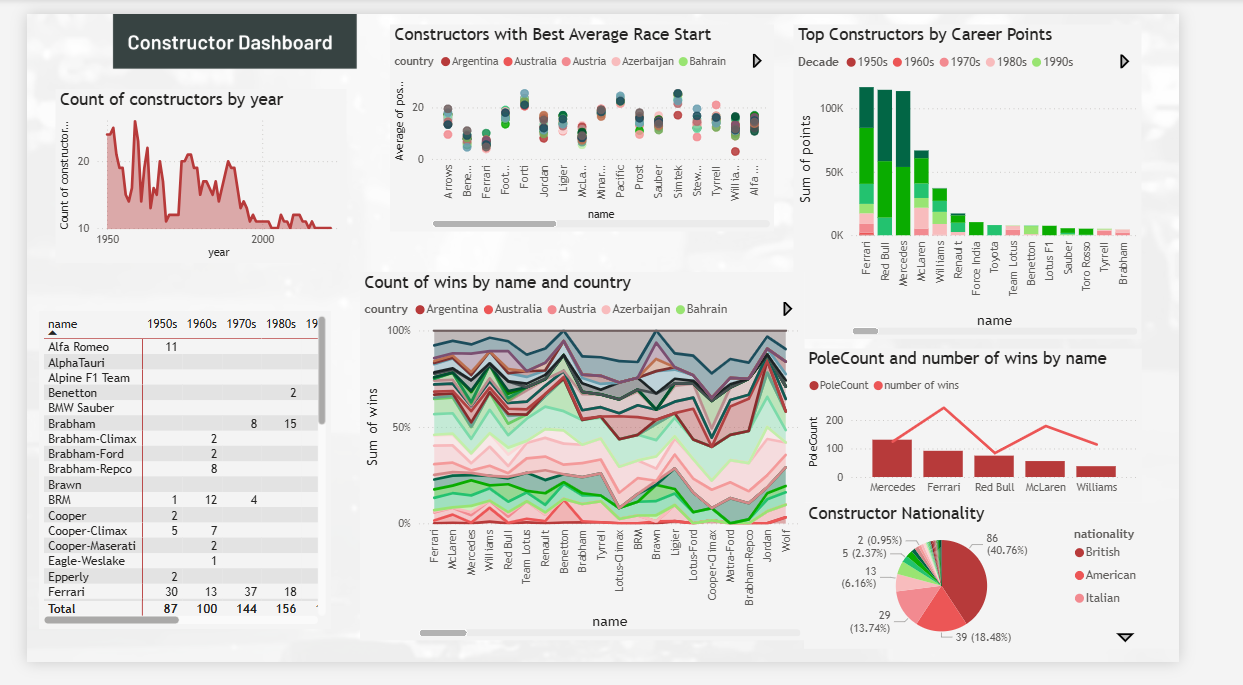 Constructor Dashboard
Count of constructors by year
Count of constructor...
20
10
1950
2000
year
name 1950s 1960s 1970s 1980s 19
Alfa Romeo 11
AlphaTauri
Alpine F1 Team
Benetton 2
BMW Sauber
Brabham 8 15
Brabham-Climax 2
Brabham-Ford 2
Brabham-Repco 8
Brawn
BRM 1 12 4
Cooper 2
Cooper-Climax 5 7
Cooper-Maserati 2
Eagle-Weslake 1
Epperly 2
Ferrari 30 13 37 18
Total 87 100 144 156
Constructors with Best Average Race Start
country Argentina Australia Austria Azerbaijan Bahrain
Average of pos...
20
0
Arrows
Bene...
Ferrari
Foot...
Forti
Jordan
Ligier
McLa...
Minar...
Pacific
Prost
Sauber
Simtek
Stew...
Tyrrell
Willia...
Alfa ...
name
Count of wins by name and country
country Argentina Australia Austria Azerbaijan Bahrain
Sum of wins
100%
50%
0%
Ferrari
McLaren
Mercedes
Williams
Red Bull
Team Lotus
Renault
Benetton
Brabham
Tyrrell
Lotus-Climax
BRM
Brawn
Ligier
Lotus-Ford
Cooper-Climax
Matra-Ford
Brabham-Repco
Jordan
Wolf
name
Top Constructors by Career Points
Decade 1950s 1960s 1970s 1980s 1990s
Sum of points
100K
50K
0K
Ferrari
Red Bull
Mercedes
McLaren
Williams
Renault
Force India
Toyota
Team Lotus
Benetton
Lotus F1
Sauber
Toro Rosso
Tyrrell
Brabham
name
PoleCount and number of wins by name
PoleCount number of wins
PoleCount
200
100
0
Mercedes Ferrari Red Bull McLaren Williams
Constructor Nationality
2 (0.95%)
5 (2.37%)
13
(6.16%)
29
(13.74%)
39 (18.48%)
86
(40.76%)
nationality
British
American
Italian